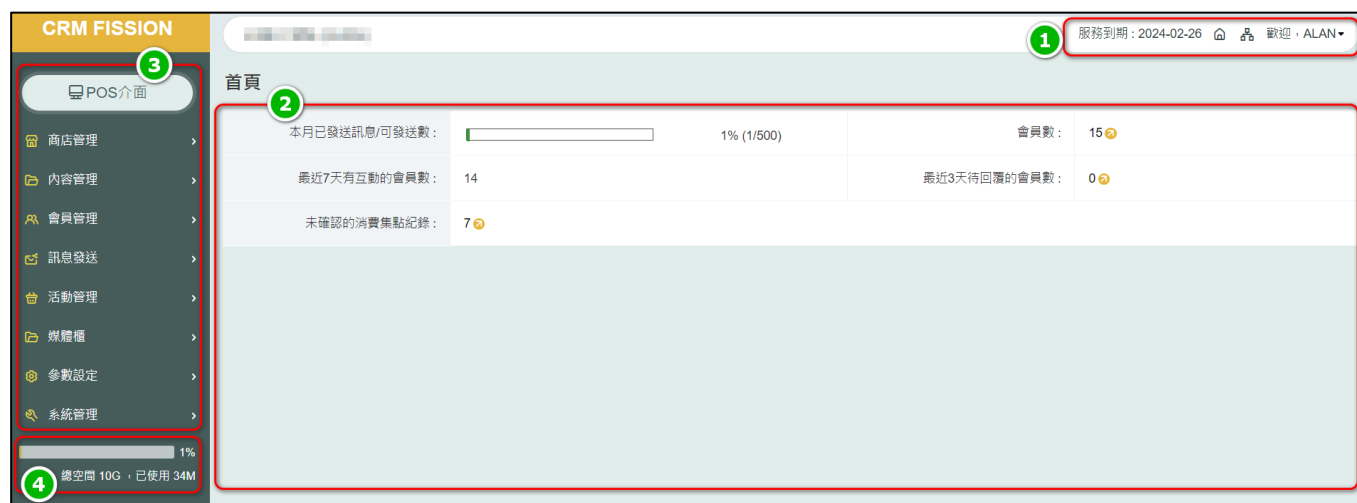 CRM FISSION
1
服務到期 : 2024-02-26 歡迎，ALAN
3
POS介面
首頁
2
本月已發送訊息/可發送數 : 1% (1/500) 會員數 : 15
最近7天有互動的會員數 : 14 最近3天待回覆的會員數 : 0
未確認的消費集點紀錄 : 7
商店管理
內容管理
會員管理
訊息發送
活動管理
媒體櫃
參數設定
系統管理
1%
總空間 10G ，已使用 34M
4